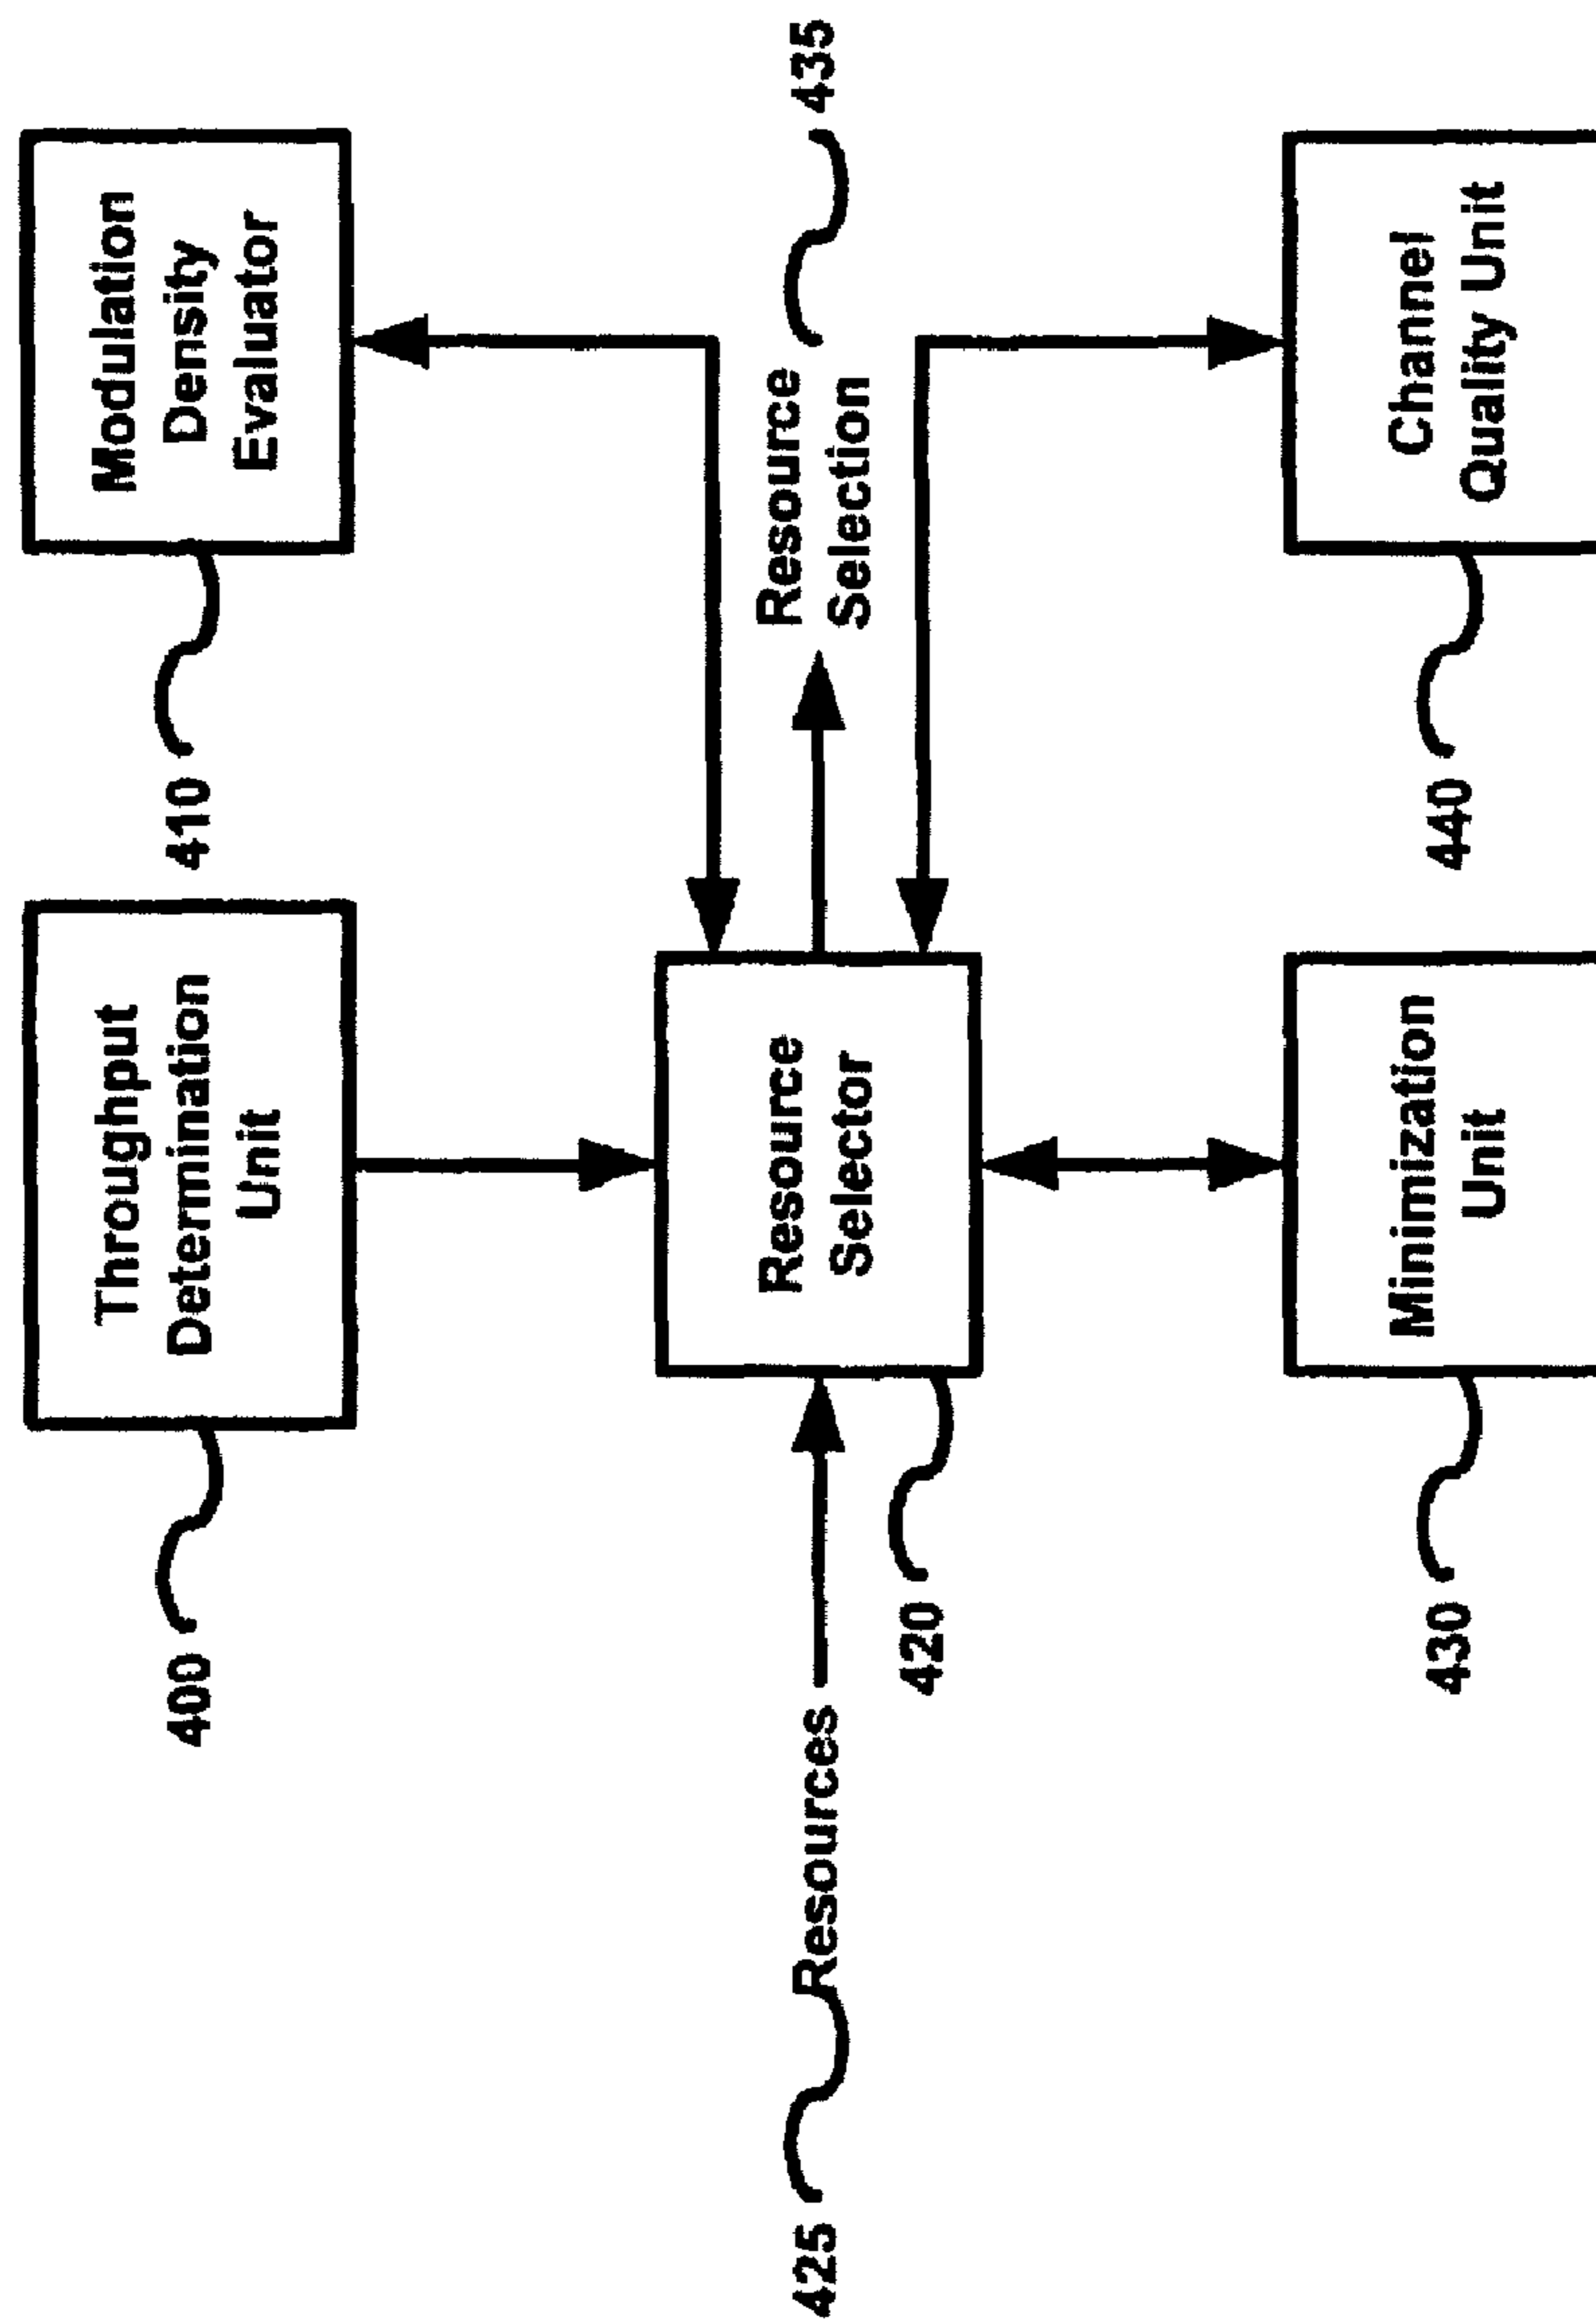 400
Throughput
Determination
Unit
410
Modulation
Density
Evaluator
425
Resources
Resource
Selector
420
Resource
Selection
435
430
Minimization
Unit
440
Channel
Quality Unit